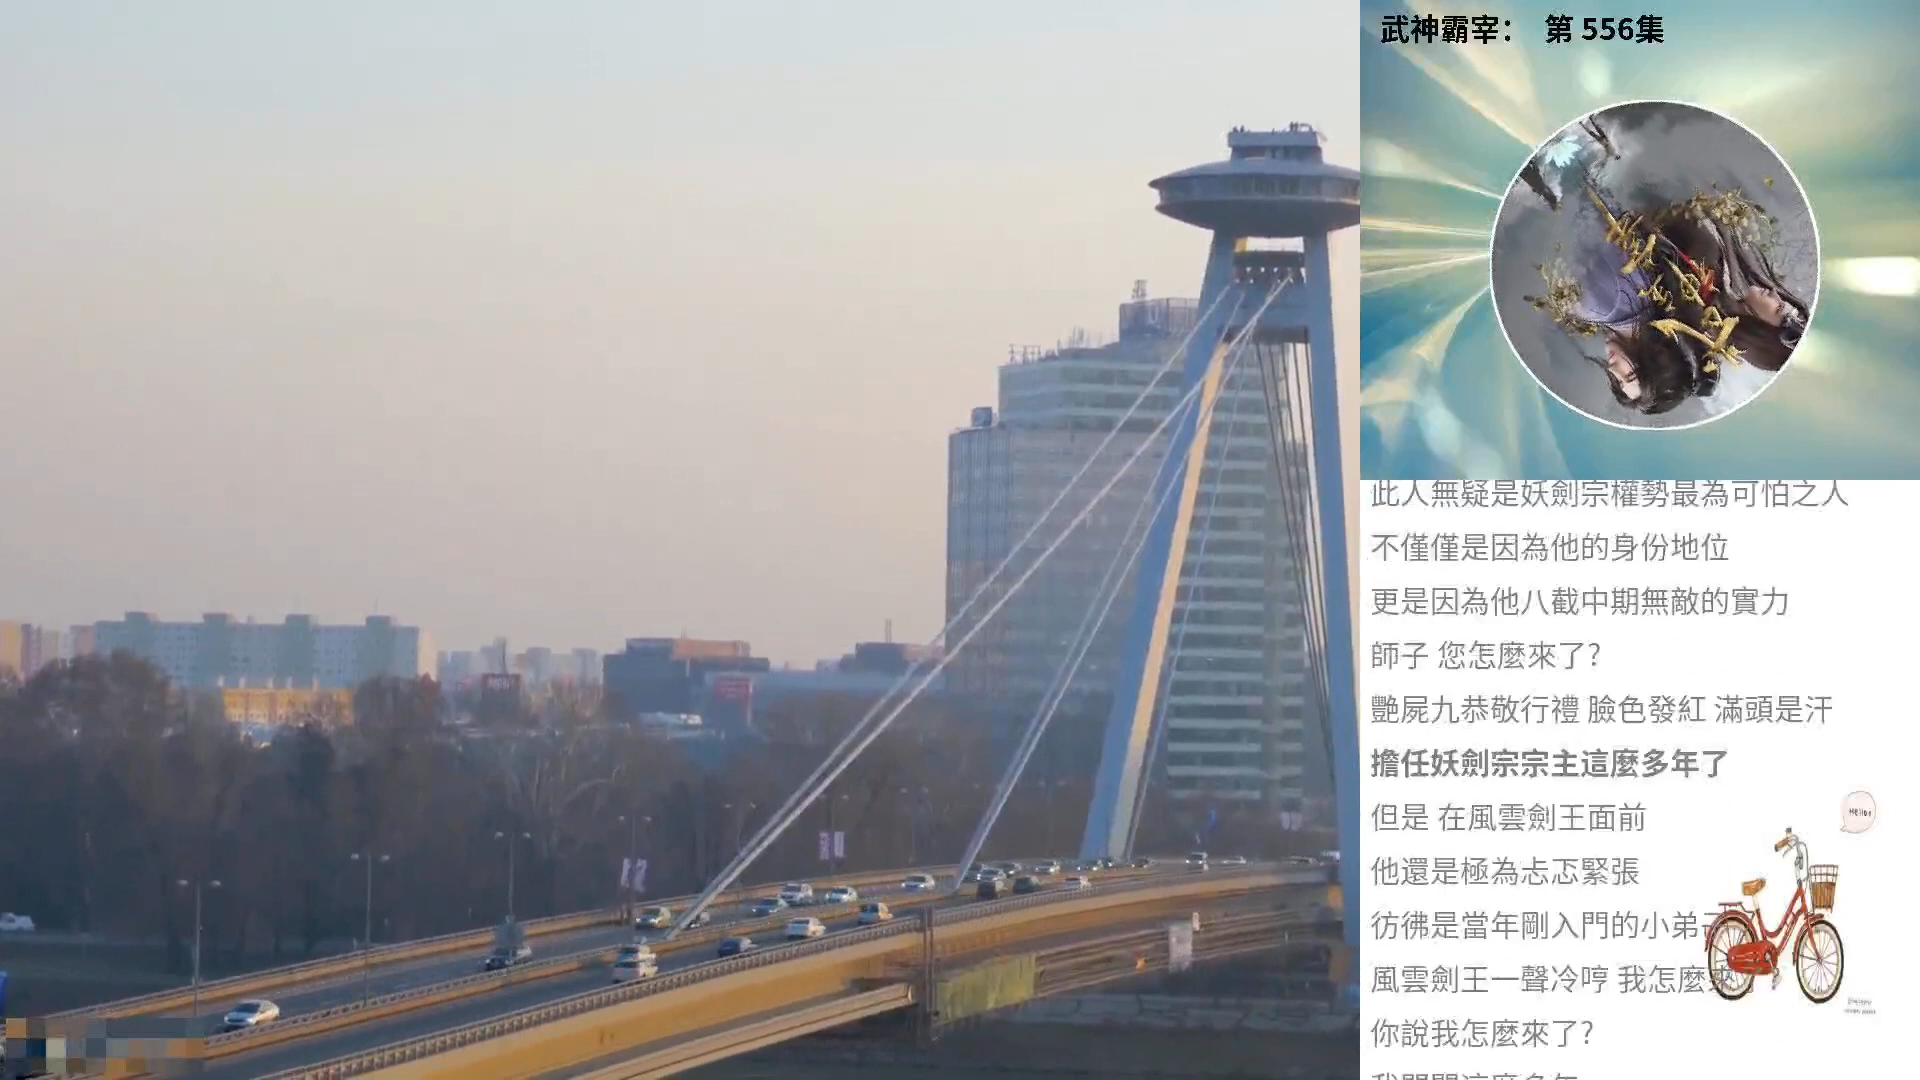 武神霸宰： 第 556集
此人無疑是妖劍宗權勢最為可怕之人
不僅僅是因為他的身份地位
更是因為他八截中期無敵的實力
師子 您怎麼來了?
艷屍九恭敬行禮 臉色發紅 滿頭是汗
擔任妖劍宗宗主這麼多年了
但是 在風雲劍王面前
他還是極為忐忑緊張
彷彿是當年剛入門的小弟
Hello!
風雲劍王一聲冷哼 我怎麼來
你說我怎麼來了?